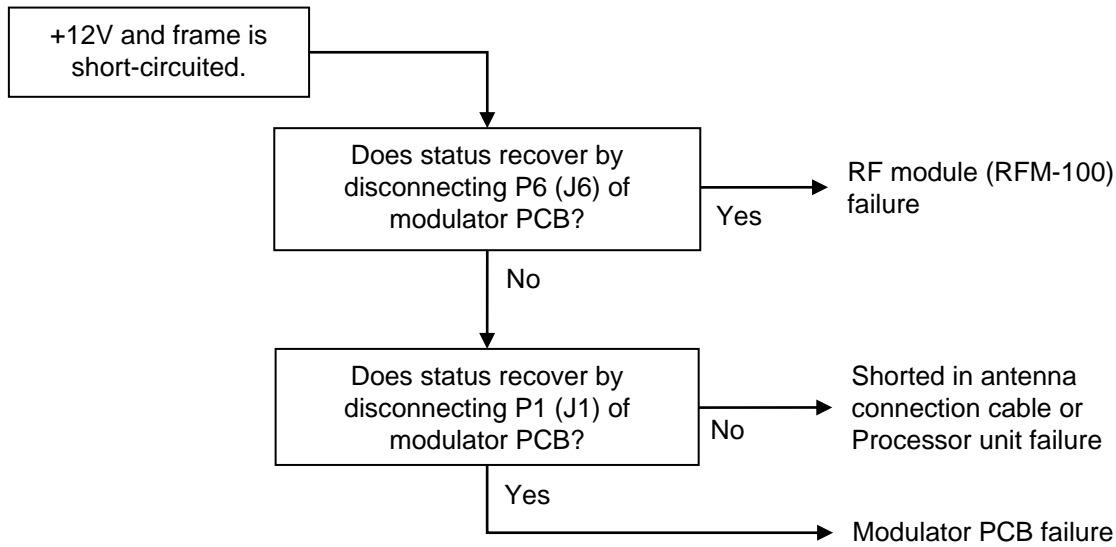 +12V and frame is
short-circuited.
Does status recover by
disconnecting P6 (J6) of
modulator PCB?
Yes
RF module (RFM-100)
failure
No
Does status recover by
disconnecting P1 (J1) of
modulator PCB?
No
Shorted in antenna
connection cable or
Processor unit failure
Yes
Modulator PCB failure